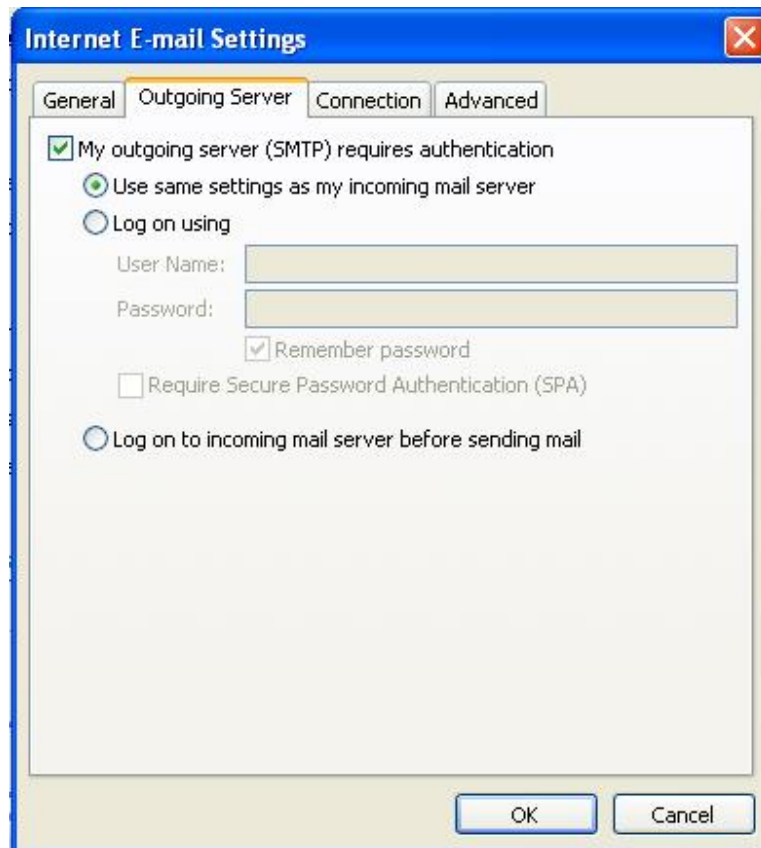 Internet E-mail Settings
General Outgoing Server Connection Advanced
My outgoing server (SMTP) requires authentication
Use same settings as my incoming mail server
Log on using
User Name:
Password:
Remember password
Require Secure Password Authentication (SPA)
Log on to incoming mail server before sending mail
OK Cancel